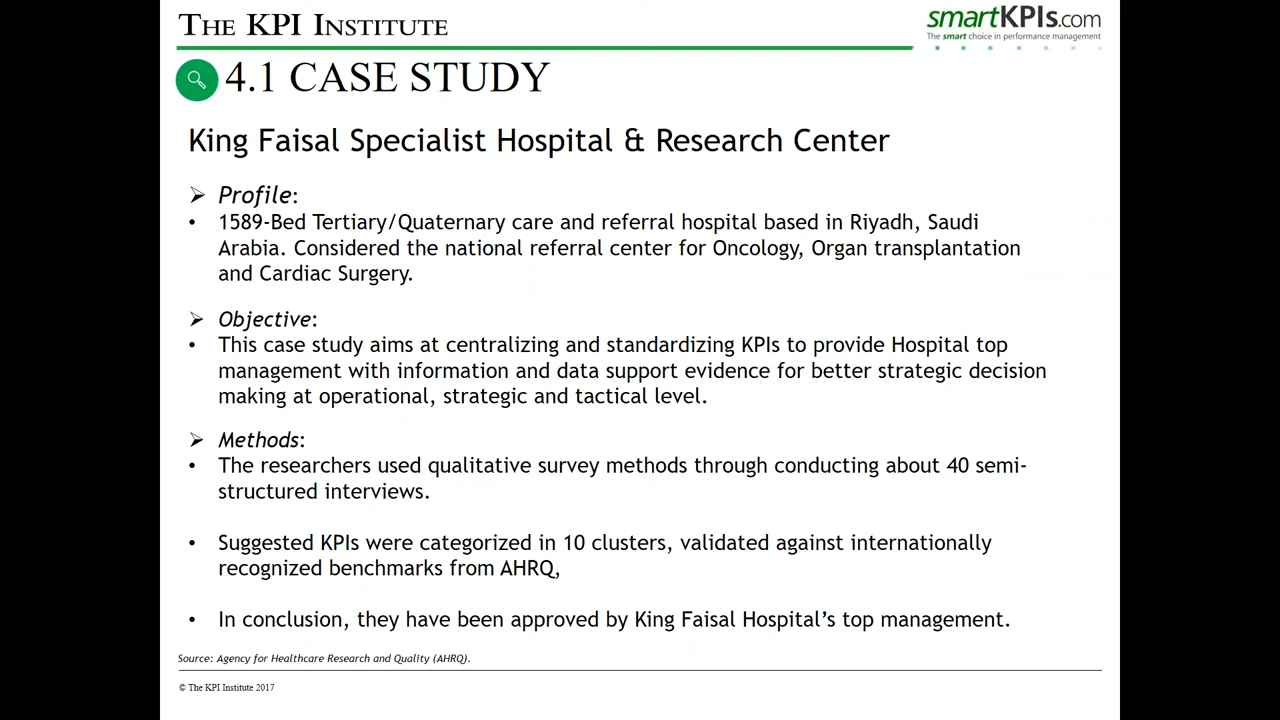 THE KPI INSTITUTE
smartKPIs.com
The smart choice in performance management
4.1 CASE STUDY
King Faisal Specialist Hospital & Research Center
➢ Profile:
• 1589-Bed Tertiary/Quaternary care and referral hospital based in Riyadh, Saudi
Arabia. Considered the national referral center for Oncology, Organ transplantation
and Cardiac Surgery.
➢ Objective:
• This case study aims at centralizing and standardizing KPIs to provide Hospital top
management with information and data support evidence for better strategic decision
making at operational, strategic and tactical level.
➢ Methods:
• The researchers used qualitative survey methods through conducting about 40 semi-
structured interviews.
• Suggested KPIs were categorized in 10 clusters, validated against internationally
recognized benchmarks from AHRQ,
• In conclusion, they have been approved by King Faisal Hospital's top management.
Source: Agency for Healthcare Research and Quality (AHRQ).
© The KPI Institute 2017